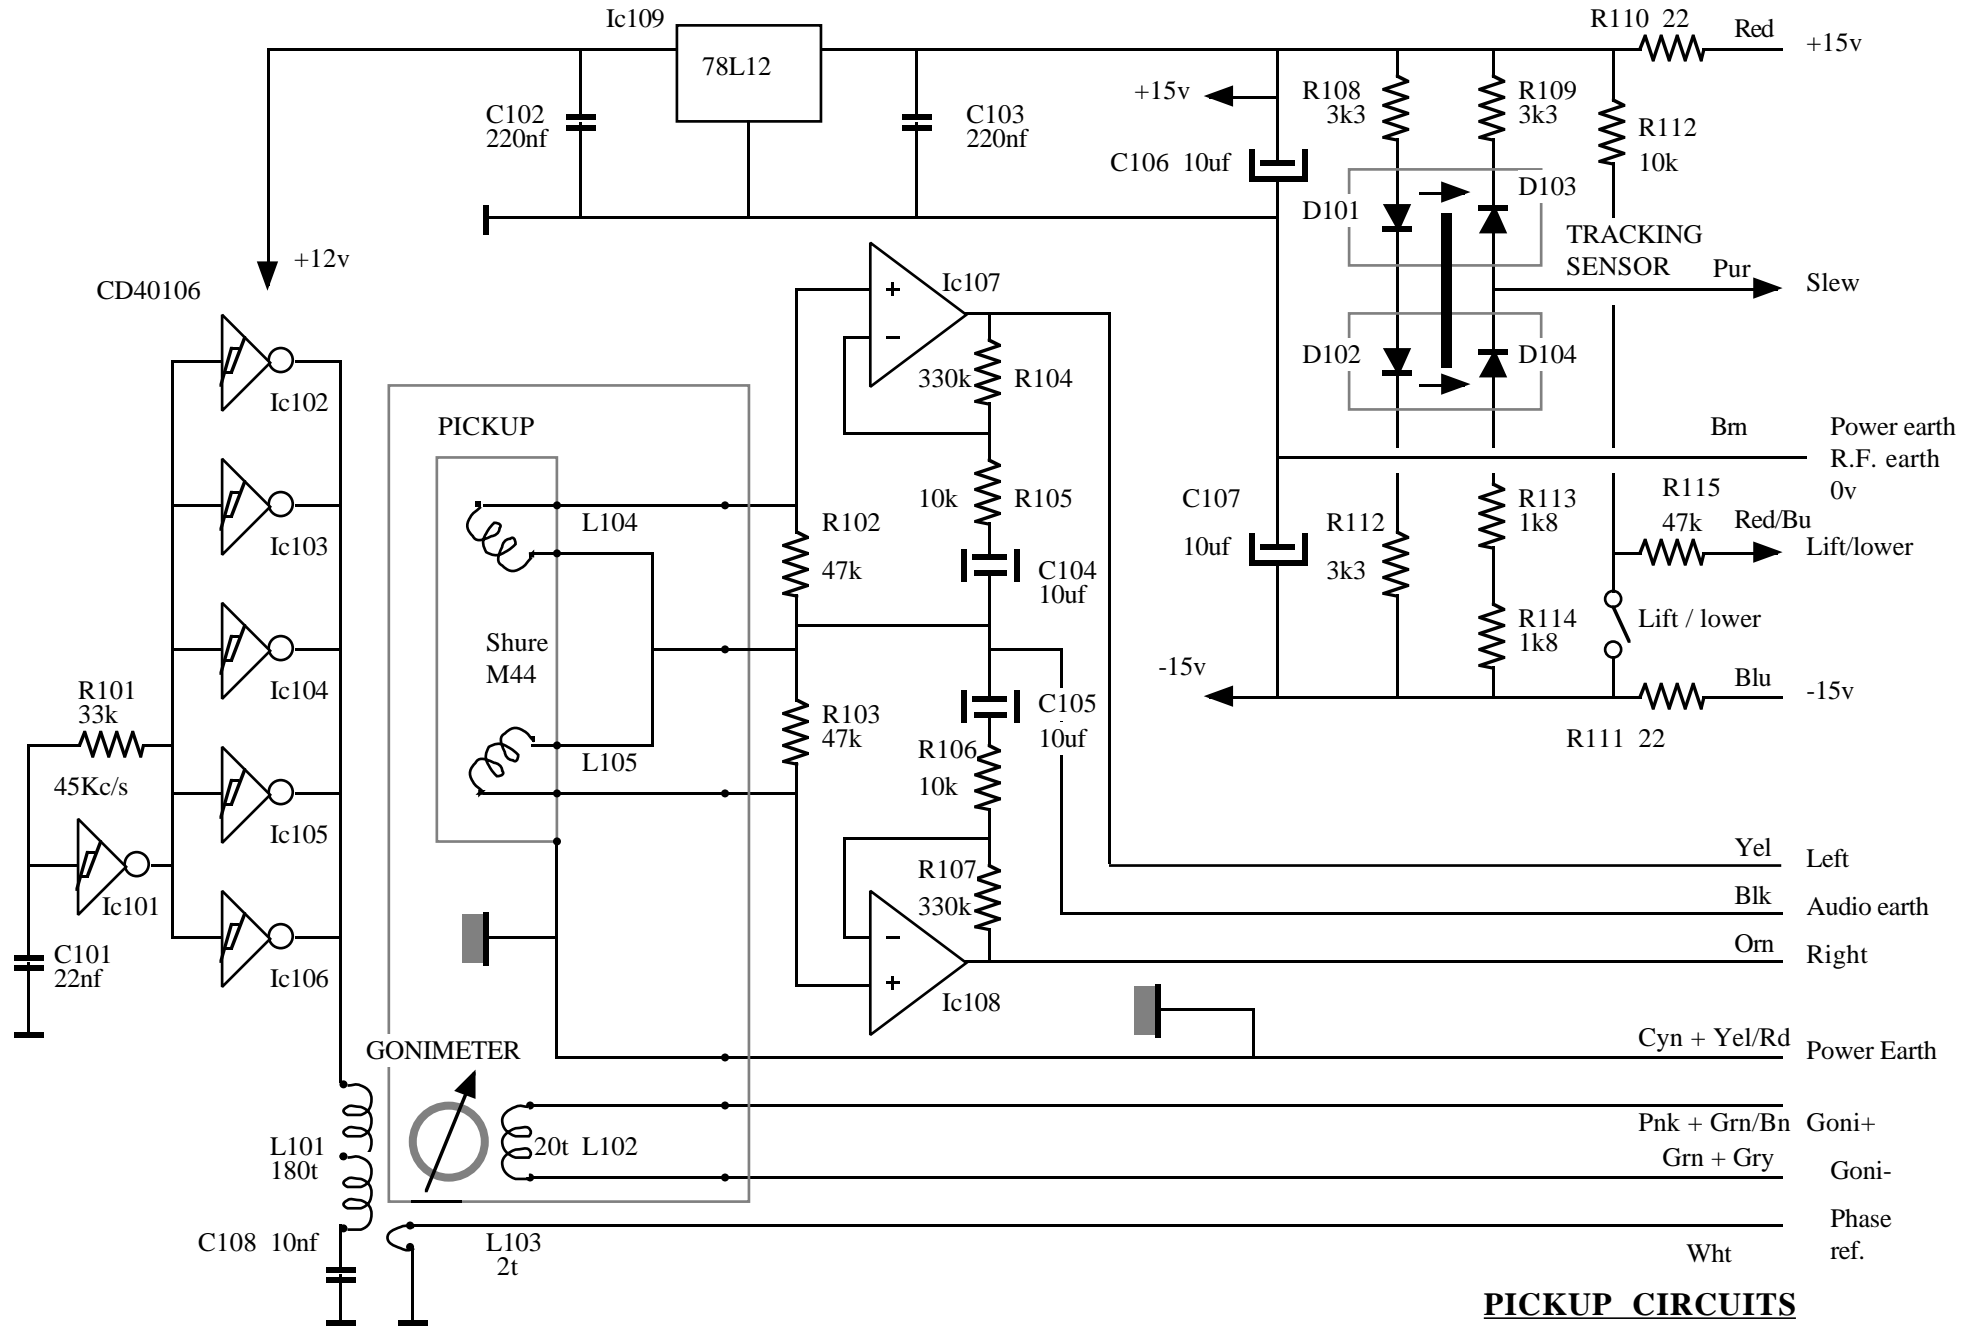 Ic109
R110 22
Red
+15v
78L12
+15v
R108
3k3
R109
3k3
C102
220nf
C103
220nf
R112
10k
C106 10uf
D103
D101
TRACKING
SENSOR
Pur
Slew
+12v
CD40106
Ic107
+
−
D102
D104
330k
R104
Ic102
PICKUP
Brn
Power earth
R.F. earth
0v
10k
R105
C107
10uf
R112
3k3
R113
1k8
R115
47k
Red/Bu
Lift/lower
L104
R102
47k
Ic103
C104
10uf
Shure
M44
R114
1k8
Lift / lower
-15v
Blu
-15v
Ic104
R101
33k
R103
47k
C105
10uf
R111 22
L105
R106
10k
45Kc/s
Ic105
Yel
Left
R107
330k
Ic101
Blk
Audio earth
−
+
Orn
Right
C101
22nf
Ic106
Ic108
Cyn + Yel/Rd
Power Earth
GONIMETER
Pnk + Grn/Bn
Goni+
L101
180t
20t L102
Grn + Gry
Goni-
C108 10nf
L103
2t
Phase
ref.
Wht
PICKUP CIRCUITS